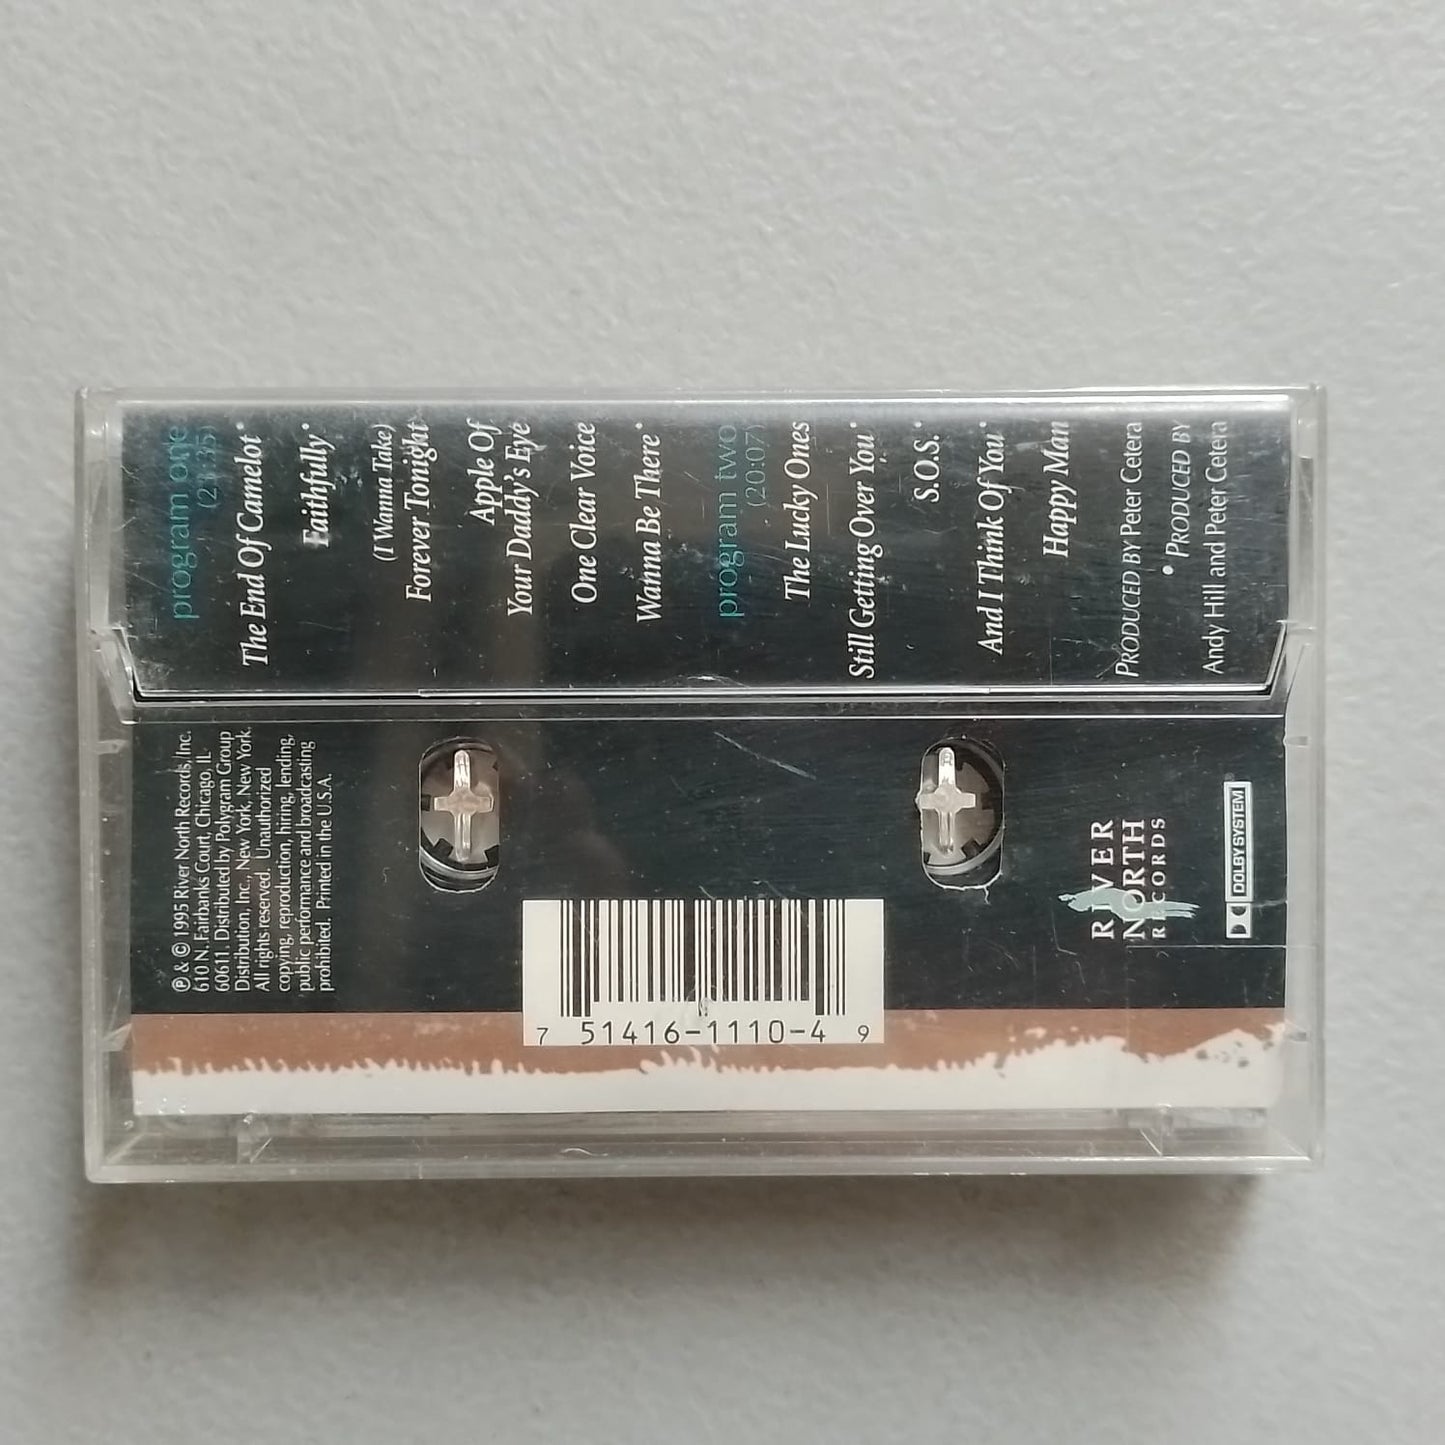 program one
(21:35)
The End Of Camelot•
Faithfully•
(I Wanna Take)
Forever Tonight
Apple Of
Your Daddy's Eye
One Clear Voice
Wanna Be There•
program two
(20:07)
The Lucky Ones
Still Getting Over You•
S.O.S.•
And I Think Of You•
Happy Man
PRODUCED BY Peter Cetera
• PRODUCED BY
Andy Hill and Peter Cetera
℗ & © 1995 River North Records, Inc.
610 N. Fairbanks Court, Chicago, IL
60611. Distributed by Polygram Group
Distribution, Inc., New York, New York.
All rights reserved. Unauthorized
copying, reproduction, hiring, lending,
public performance and broadcasting
prohibited. Printed in the U.S.A.
7 51416-1110-4 9
RIVER
NORTH
RECORDS
DOLBY SYSTEM